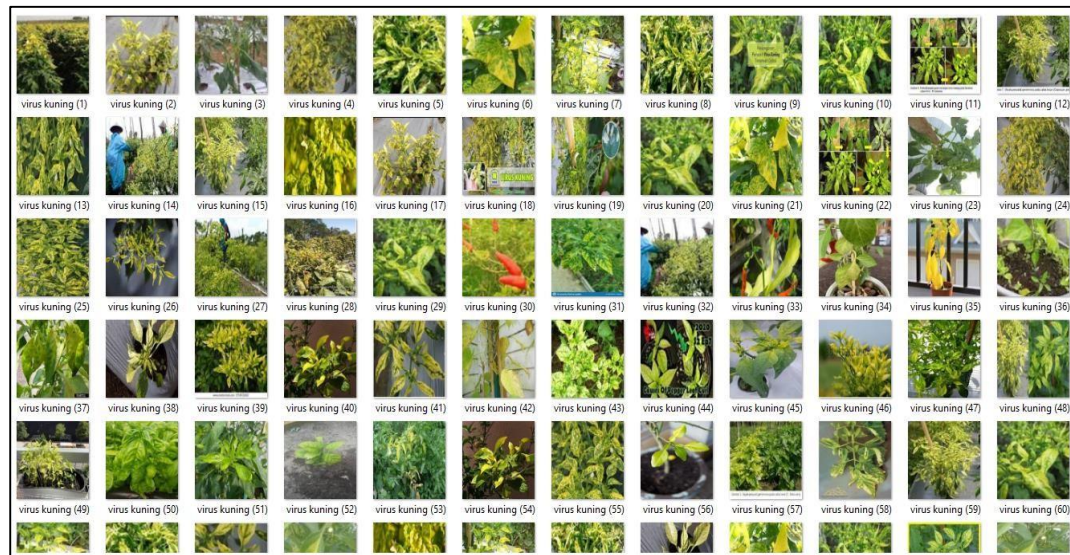 virus kuning (1) virus kuning (2) virus kuning (3) virus kuning (4) virus kuning (5) virus kuning (6) virus kuning (7) virus kuning (8) virus kuning (9) virus kuning (10) virus kuning (11) virus kuning (12)
virus kuning (13) virus kuning (14) virus kuning (15) virus kuning (16) virus kuning (17) virus kuning (18) virus kuning (19) virus kuning (20) virus kuning (21) virus kuning (22) virus kuning (23) virus kuning (24)
virus kuning (25) virus kuning (26) virus kuning (27) virus kuning (28) virus kuning (29) virus kuning (30) virus kuning (31) virus kuning (32) virus kuning (33) virus kuning (34) virus kuning (35) virus kuning (36)
virus kuning (37) virus kuning (38) virus kuning (39) virus kuning (40) virus kuning (41) virus kuning (42) virus kuning (43) virus kuning (44) virus kuning (45) virus kuning (46) virus kuning (47) virus kuning (48)
virus kuning (49) virus kuning (50) virus kuning (51) virus kuning (52) virus kuning (53) virus kuning (54) virus kuning (55) virus kuning (56) virus kuning (57) virus kuning (58) virus kuning (59) virus kuning (60)